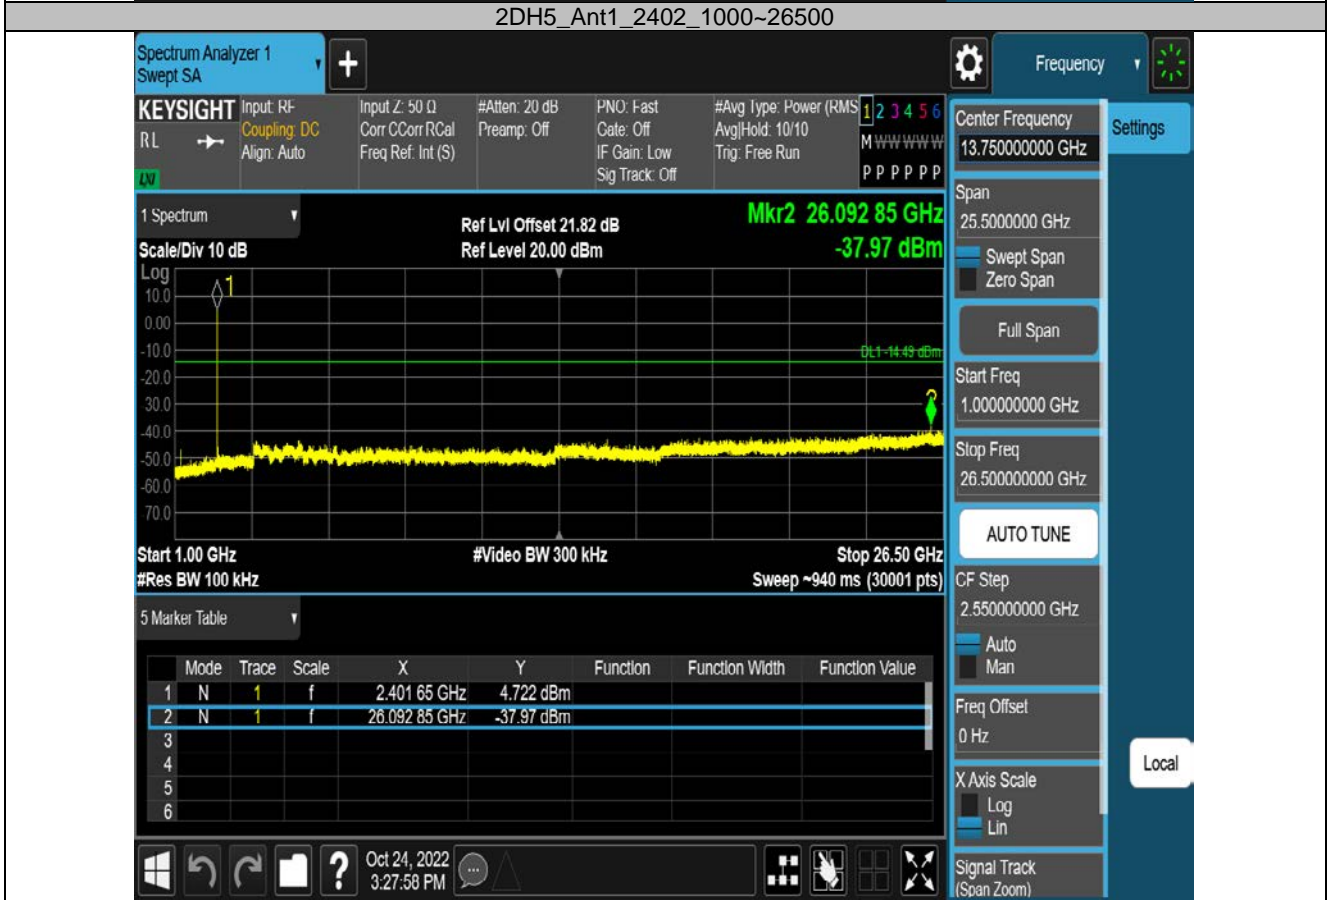 2DH5_Ant1_2402_1000~26500
Spectrum Analyzer 1
Swept SA
Frequency
KEYSIGHT
RL
LXI
Input: RF
Coupling: DC
Align: Auto
Input Z: 50 Ω
Corr CCorr RCal
Freq Ref: Int (S)
#Atten: 20 dB
Preamp: Off
PNO: Fast
Gate: Off
IF Gain: Low
Sig Track: Off
#Avg Type: Power (RMS
Avg|Hold: 10/10
Trig: Free Run
1 2 3 4 5 6
M W W W W W
P P P P P P
Settings
1 Spectrum
Scale/Div 10 dB
Ref Lvl Offset 21.82 dB
Ref Level 20.00 dBm
Mkr2 26.092 85 GHz
-37.97 dBm
Log
10.0
0.00
-10.0
-20.0
30.0
-40.0
-50.0
-60.0
70.0
1
DL1 -14.49 dBm
2
Start 1.00 GHz
#Video BW 300 kHz
Stop 26.50 GHz
#Res BW 100 kHz
Sweep ~940 ms (30001 pts)
5 Marker Table
Mode Trace Scale X Y Function Function Width Function Value
1 N 1 f 2.401 65 GHz 4.722 dBm
2 N 1 f 26.092 85 GHz -37.97 dBm
3
4
5
6
Oct 24, 2022
3:27:58 PM
Center Frequency
13.750000000 GHz
Span
25.5000000 GHz
Swept Span
Zero Span
Full Span
Start Freq
1.000000000 GHz
Stop Freq
26.500000000 GHz
AUTO TUNE
CF Step
2.550000000 GHz
Auto
Man
Freq Offset
0 Hz
X Axis Scale
Log
Lin
Signal Track
(Span Zoom)
Local